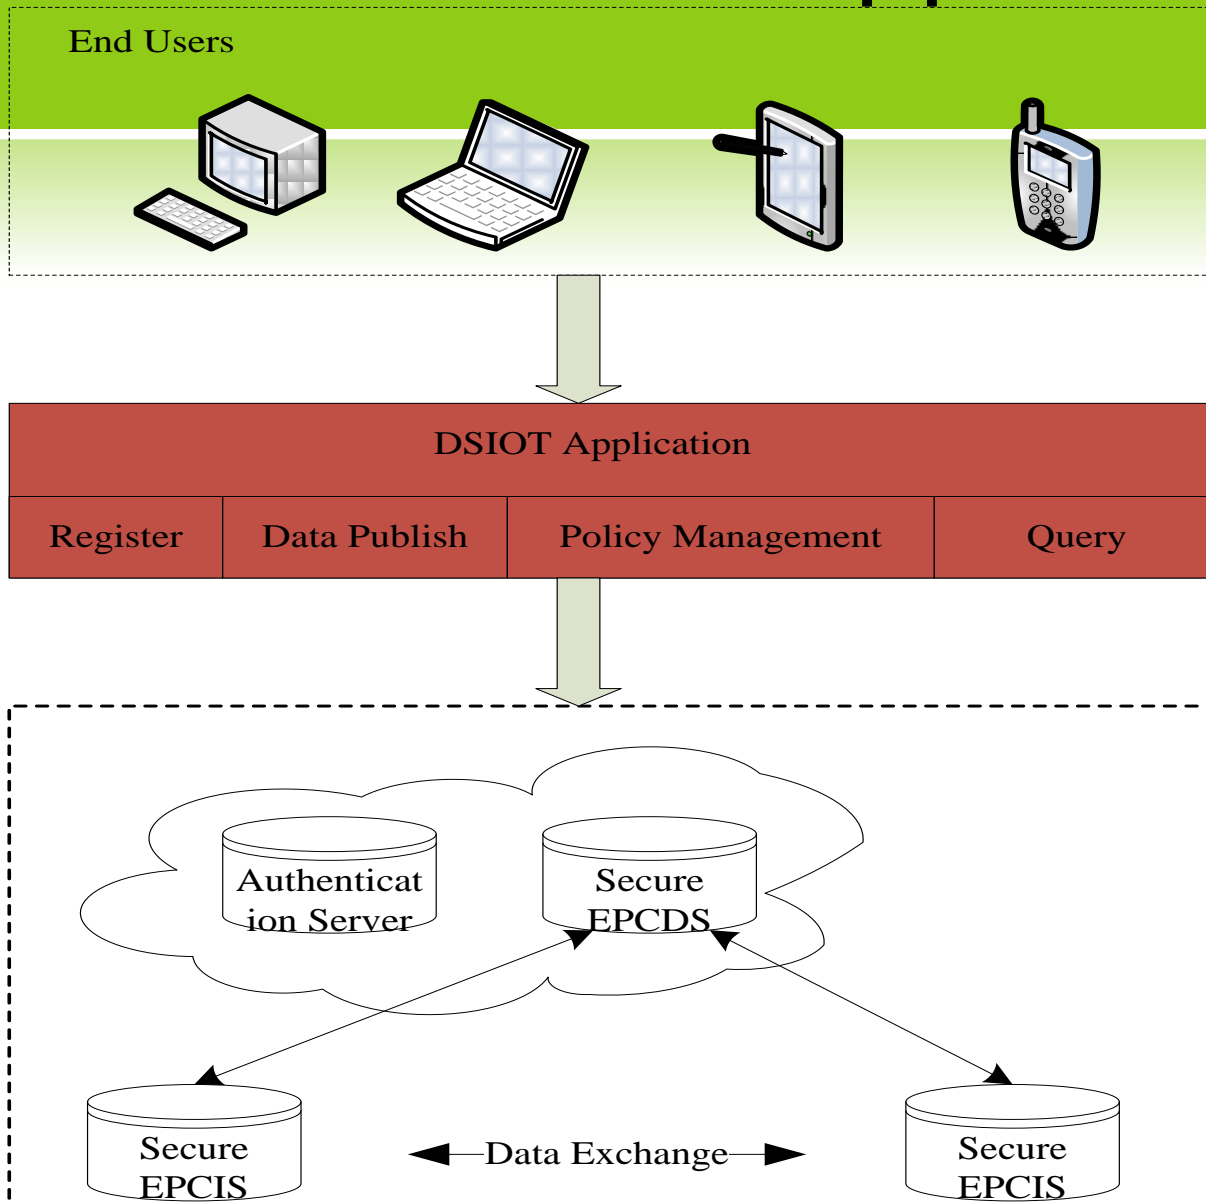 End Users
DSIOT Application
Register Data Publish Policy Management Query
Authenticat
ion Server
Secure
EPCDS
Secure
EPCIS
Data Exchange
Secure
EPCIS